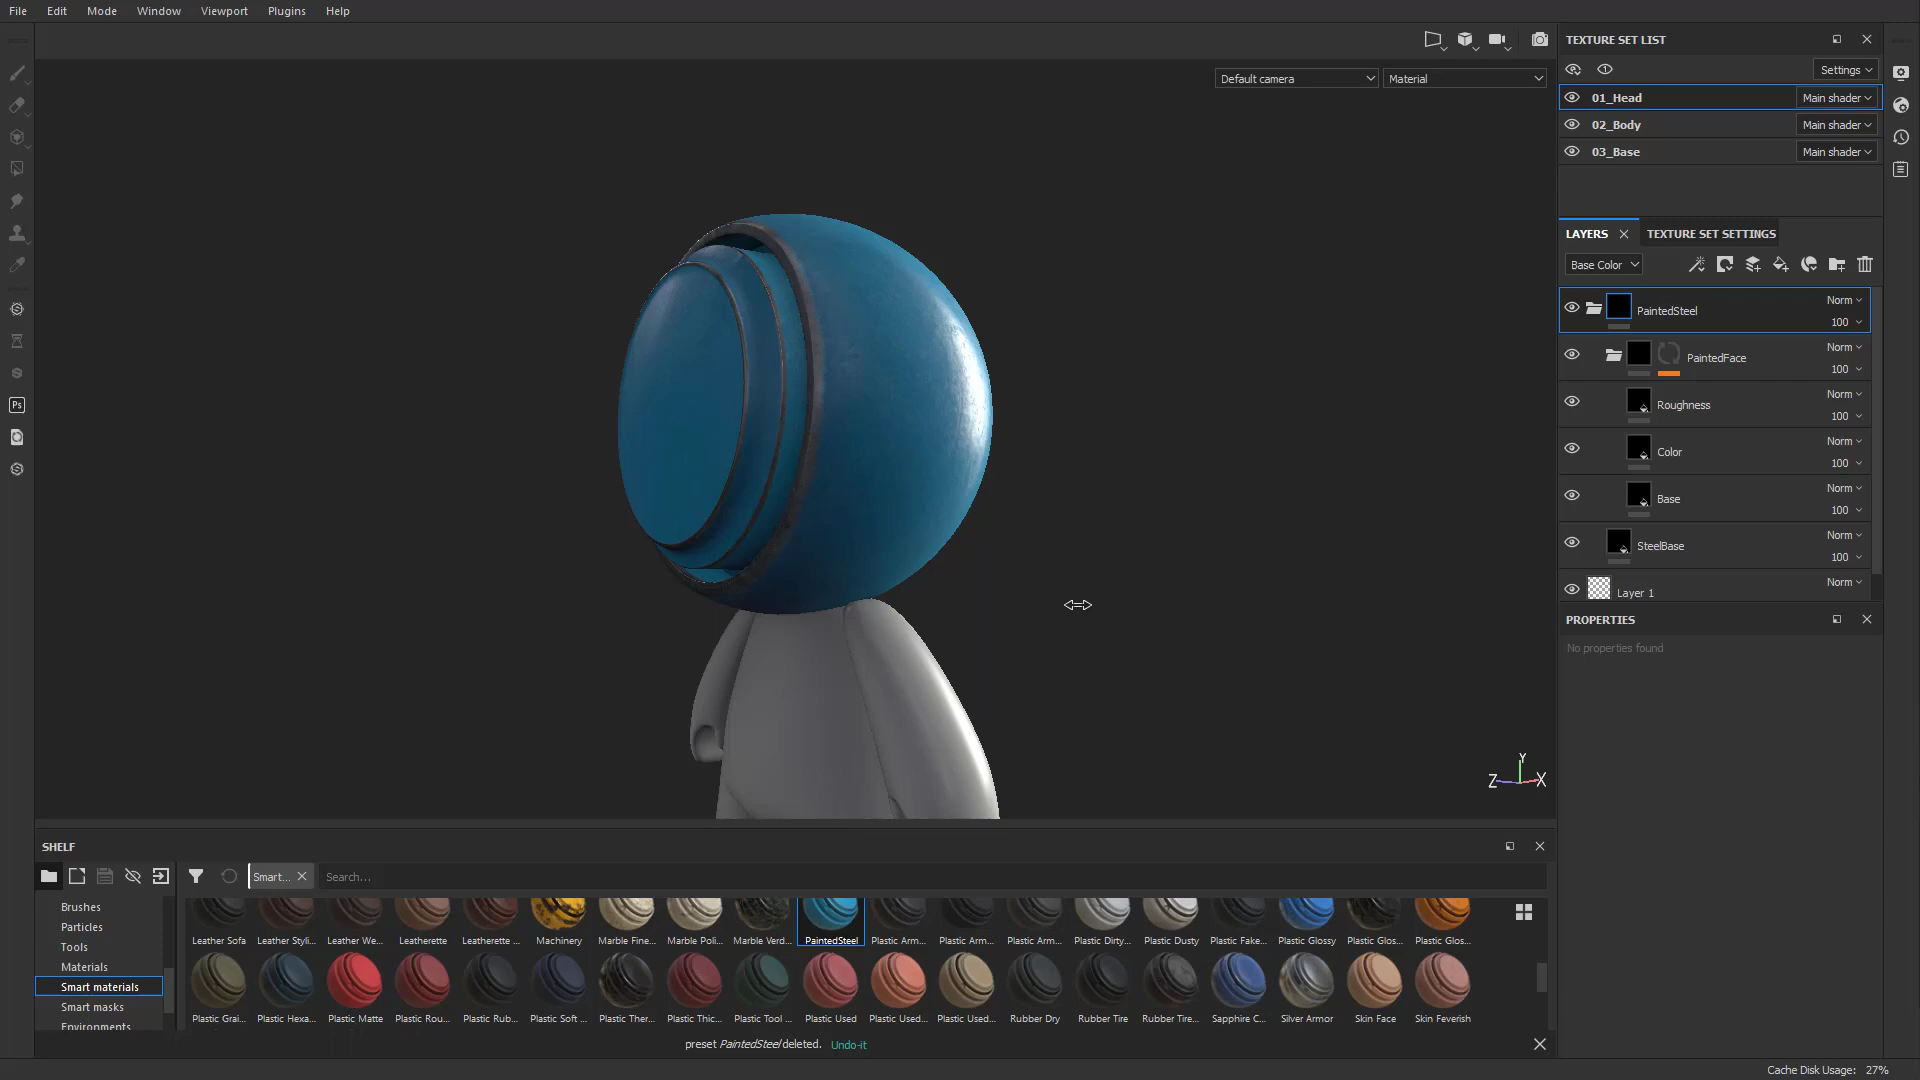 File Edit Mode Window Viewport Plugins Help
Default camera Material
TEXTURE SET LIST
Settings
01_Head Main shader
02_Body Main shader
03_Base Main shader
LAYERS TEXTURE SET SETTINGS
Base Color
PaintedSteel Norm 100
PaintedFace Norm 100
Roughness Norm 100
Color Norm 100
Base Norm 100
SteelBase Norm 100
Layer 1 Norm
PROPERTIES
No properties found
Y
Z X
Ps
SHELF
Smart... Search...
Brushes
Particles
Tools
Materials
Smart materials
Smart masks
Environments
Leather Sofa Leather Styli... Leather We... Leatherette Leatherette ... Machinery Marble Fine... Marble Poli... Marble Verd... PaintedSteel Plastic Arm... Plastic Arm... Plastic Arm... Plastic Dirty... Plastic Dusty Plastic Fake... Plastic Glossy Plastic Glos... Plastic Glos...
Plastic Grai... Plastic Hexa... Plastic Matte Plastic Rou... Plastic Rub... Plastic Soft ... Plastic Ther... Plastic Thic... Plastic Tool ... Plastic Used Plastic Used... Plastic Used... Rubber Dry Rubber Tire Rubber Tire... Sapphire C... Silver Armor Skin Face Skin Feverish
preset PaintedSteel deleted. Undo-it
Cache Disk Usage: 27%